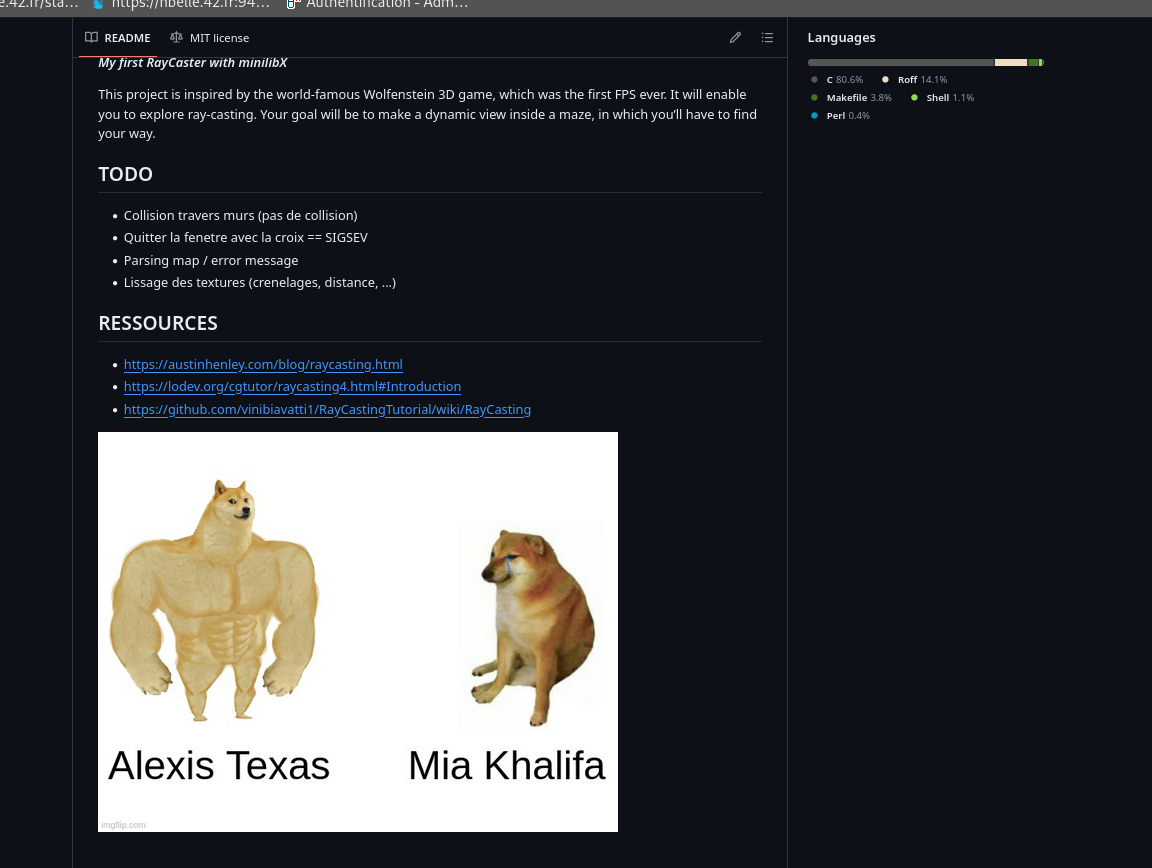 e.42.fr/sta... https://nbelle.42.fr:94... Authentification - Adm...
README MIT license
My first RayCaster with minilibX
This project is inspired by the world-famous Wolfenstein 3D game, which was the first FPS ever. It will enable
you to explore ray-casting. Your goal will be to make a dynamic view inside a maze, in which you’ll have to find
your way.
TODO
• Collision travers murs (pas de collision)
• Quitter la fenetre avec la croix == SIGSEV
• Parsing map / error message
• Lissage des textures (crenelages, distance, ...)
RESSOURCES
• https://austinhenley.com/blog/raycasting.html
• https://lodev.org/cgtutor/raycasting4.html#Introduction
• https://github.com/vinibiavatti1/RayCastingTutorial/wiki/RayCasting
Alexis Texas Mia Khalifa
imgflip.com
Languages
C 80.6% Roff 14.1%
Makefile 3.8% Shell 1.1%
Perl 0.4%